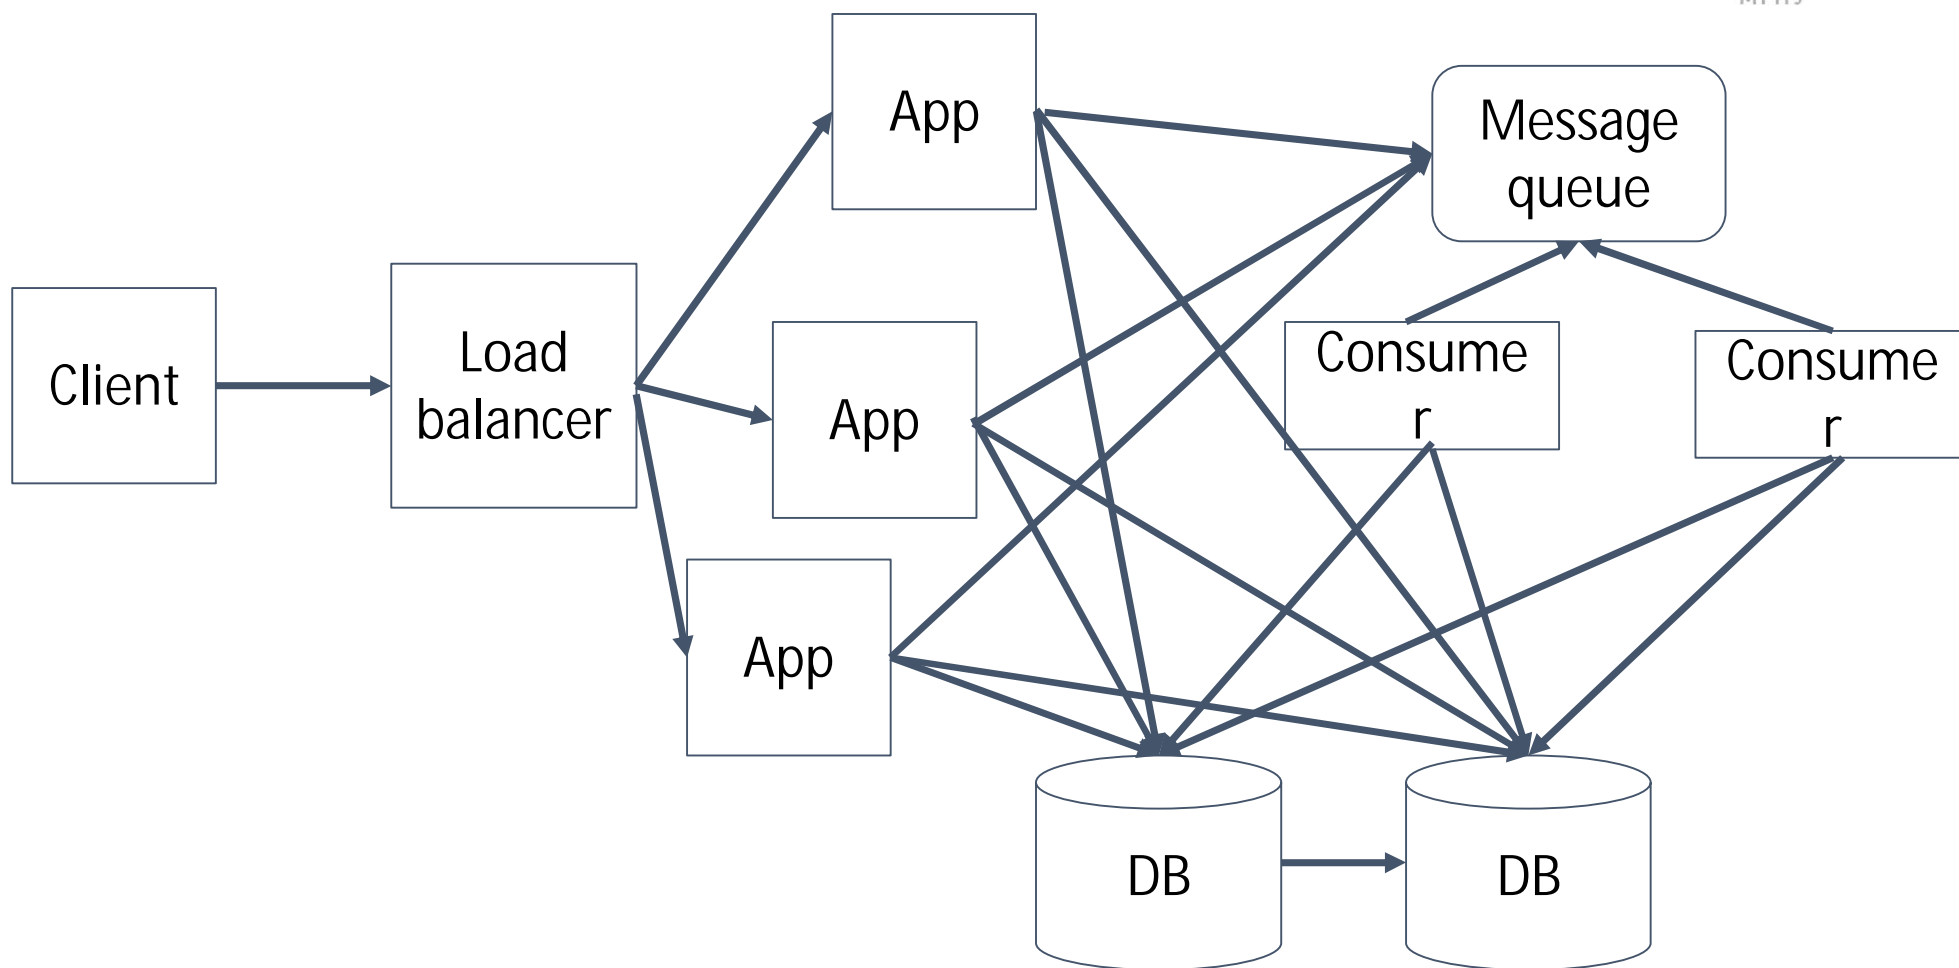 App
Message
queue
Client
Load
balancer
App
Consume
r
Consume
r
App
DB
DB